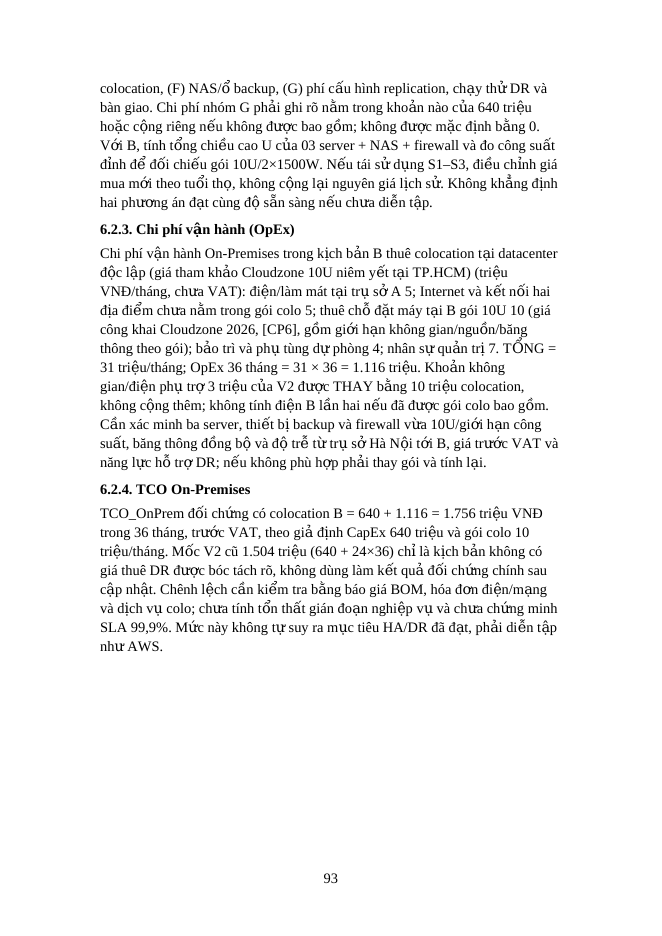 colocation, (F) NAS/ổ backup, (G) phí cấu hình replication, chạy thử DR và
bàn giao. Chi phí nhóm G phải ghi rõ nằm trong khoản nào của 640 triệu
hoặc cộng riêng nếu không được bao gồm; không được mặc định bằng 0.
Với B, tính tổng chiều cao U của 03 server + NAS + firewall và đo công suất
đỉnh để đối chiếu gói 10U/2×1500W. Nếu tái sử dụng S1–S3, điều chỉnh giá
mua mới theo tuổi thọ, không cộng lại nguyên giá lịch sử. Không khẳng định
hai phương án đạt cùng độ sẵn sàng nếu chưa diễn tập.
6.2.3. Chi phí vận hành (OpEx)
Chi phí vận hành On-Premises trong kịch bản B thuê colocation tại datacenter
độc lập (giá tham khảo Cloudzone 10U niêm yết tại TP.HCM) (triệu
VNĐ/tháng, chưa VAT): điện/làm mát tại trụ sở A 5; Internet và kết nối hai
địa điểm chưa nằm trong gói colo 5; thuê chỗ đặt máy tại B gói 10U 10 (giá
công khai Cloudzone 2026, [CP6], gồm giới hạn không gian/nguồn/băng
thông theo gói); bảo trì và phụ tùng dự phòng 4; nhân sự quản trị 7. TỔNG =
31 triệu/tháng; OpEx 36 tháng = 31 × 36 = 1.116 triệu. Khoản không
gian/điện phụ trợ 3 triệu của V2 được THAY bằng 10 triệu colocation,
không cộng thêm; không tính điện B lần hai nếu đã được gói colo bao gồm.
Cần xác minh ba server, thiết bị backup và firewall vừa 10U/giới hạn công
suất, băng thông đồng bộ và độ trễ từ trụ sở Hà Nội tới B, giá trước VAT và
năng lực hỗ trợ DR; nếu không phù hợp phải thay gói và tính lại.
6.2.4. TCO On-Premises
TCO_OnPrem đối chứng có colocation B = 640 + 1.116 = 1.756 triệu VNĐ
trong 36 tháng, trước VAT, theo giả định CapEx 640 triệu và gói colo 10
triệu/tháng. Mốc V2 cũ 1.504 triệu (640 + 24×36) chỉ là kịch bản không có
giá thuê DR được bóc tách rõ, không dùng làm kết quả đối chứng chính sau
cập nhật. Chênh lệch cần kiểm tra bằng báo giá BOM, hóa đơn điện/mạng
và dịch vụ colo; chưa tính tổn thất gián đoạn nghiệp vụ và chưa chứng minh
SLA 99,9%. Mức này không tự suy ra mục tiêu HA/DR đã đạt, phải diễn tập
như AWS.
93